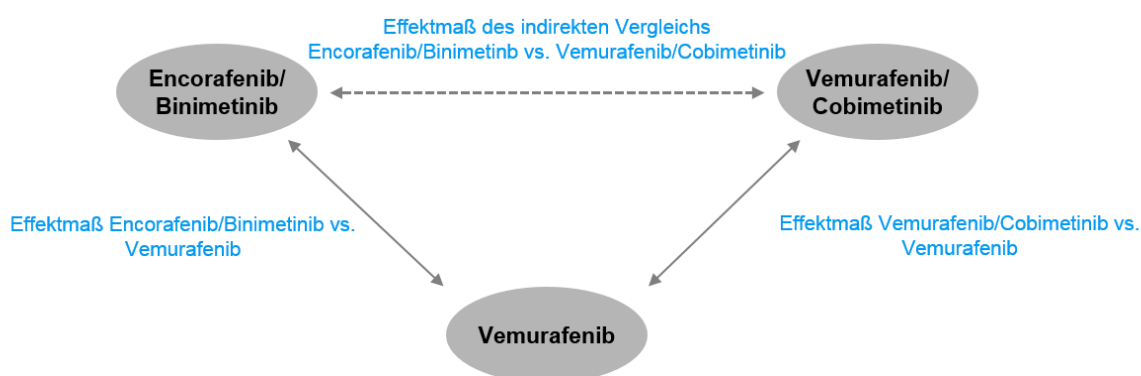 Effektmaß des indirekten Vergleichs
Encorafenib/Binimetinb vs. Vemurafenib/Cobimetinib
Encorafenib/
Binimetinib
Vemurafenib/
Cobimetinib
Effektmaß Encorafenib/Binimetinib vs.
Vemurafenib
Effektmaß Vemurafenib/Cobimetinib vs.
Vemurafenib
Vemurafenib